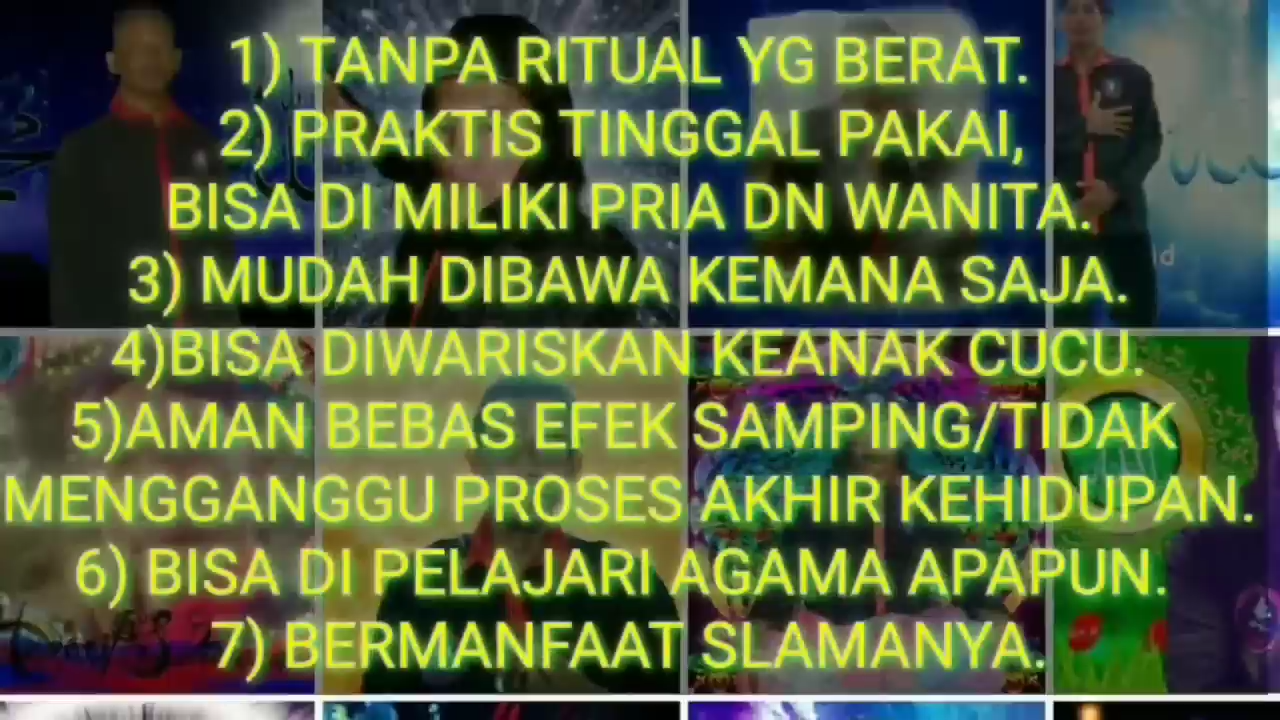 1) TANPA RITUAL YG BERAT.
2) PRAKTIS TINGGAL PAKAI,
BISA DI MILIKI PRIA DN WANITA.
3) MUDAH DIBAWA KEMANA SAJA.
4)BISA DIWARISKAN KEANAK CUCU.
5)AMAN BEBAS EFEK SAMPING/TIDAK
MENGGANGGU PROSES AKHIR KEHIDUPAN.
6) BISA DI PELAJARI AGAMA APAPUN.
7) BERMANFAAT SLAMANYA.